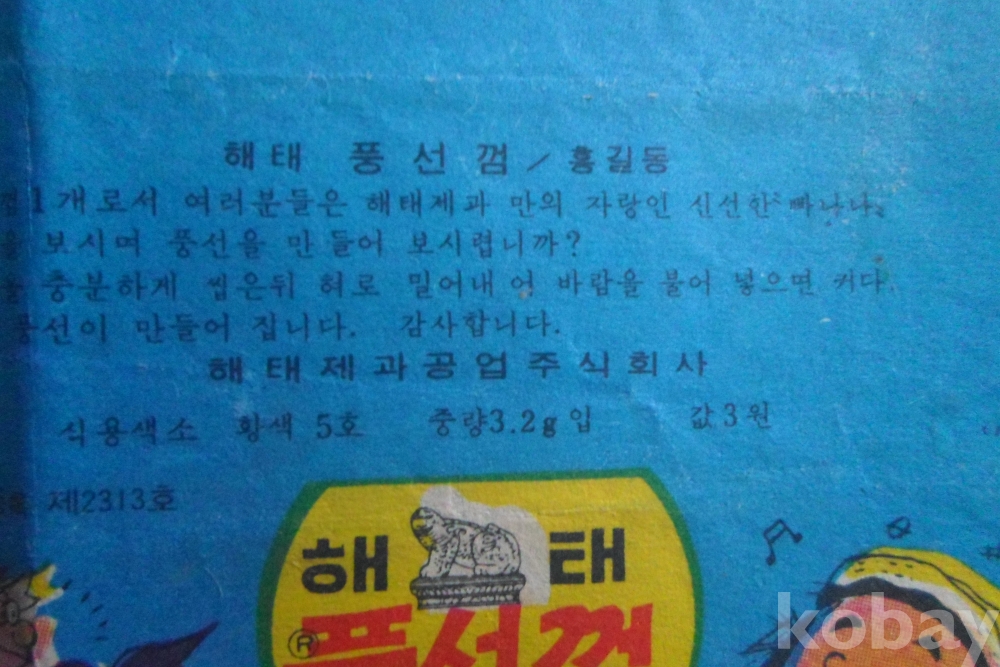 해태 풍선껌/홍길동
껌1개로서 여러분들은 해태제과 만의 자랑인 신선한 빠나나
을 보시며 풍선을 만들어 보시렵니까?
충분하게 씹은뒤 혀로 밀어내어 바람을 불어 넣으면 커다
풍선이 만들어 집니다. 감사합니다.
해태제과공업주식회사
식용색소 황색 5호 중량3.2g입 값3원
제2313호
해태
®풍선껌
kobay